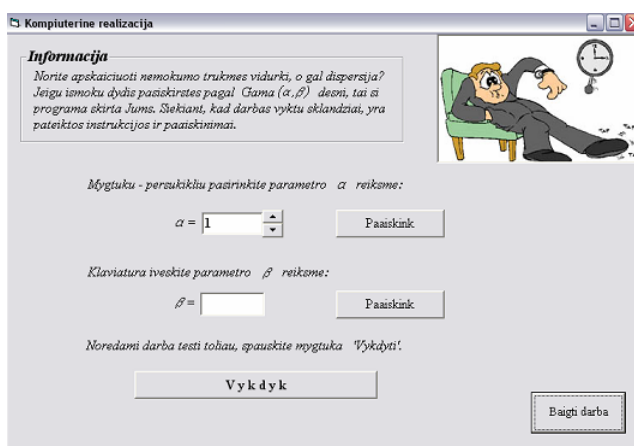 Kompiuterine realizacija
Informacija
Norite apskaiciuoti nemokumo trukmes vidurki, o gal dispersija?
Jeigu ismoku dydis pasiskirstes pagal Gama (α,β) desni, tai si
programa skirta Jums. Siekiant, kad darbas vyktu sklandziai, yra
pateiktos instrukcijos ir paaiskinimai.
Mygtuku - persukikliu pasirinkite parametro α reiksme:
α = 1
Paaiskink
Klaviatura iveskite parametro β reiksme:
β =
Paaiskink
Noredami darba testi toliau, spauskite mygtuka 'Vykdyti'.
V y k d y k
Baigti darba